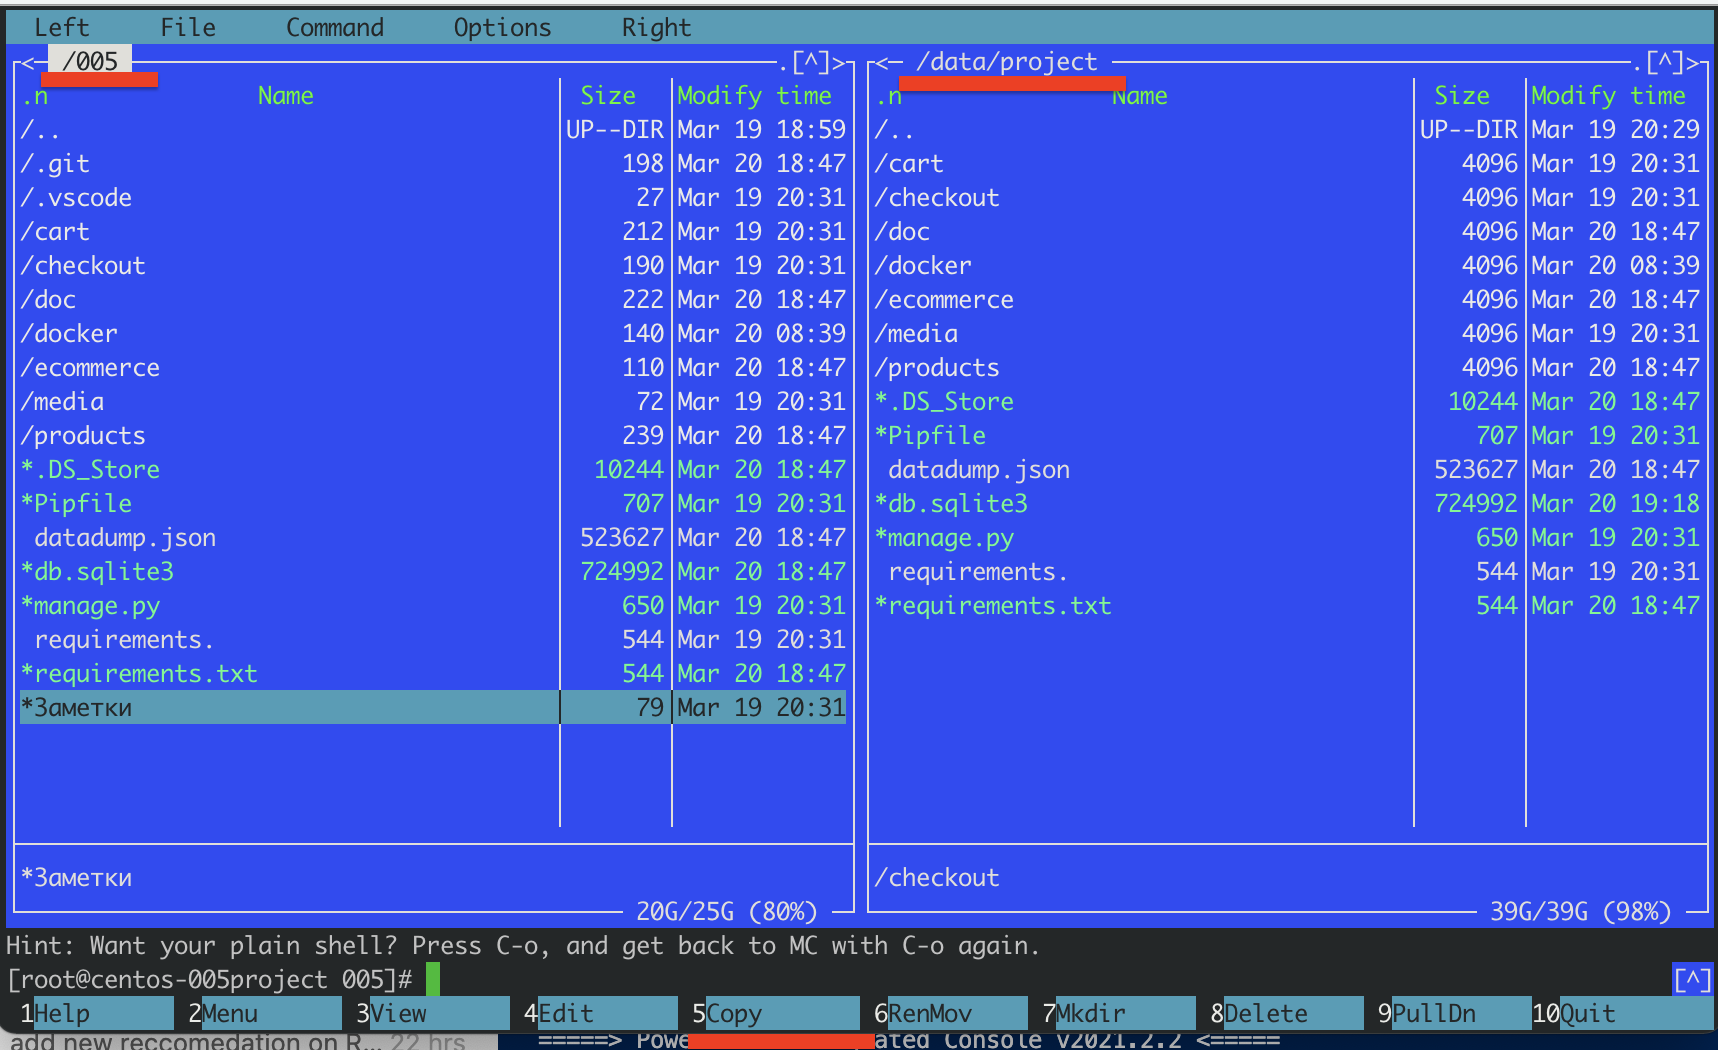 Left File Command Options Right
<─ /005 ─.[^]>
.n Name Size Modify time
/.. UP--DIR Mar 19 18:59
/.git 198 Mar 20 18:47
/.vscode 27 Mar 19 20:31
/cart 212 Mar 19 20:31
/checkout 190 Mar 19 20:31
/doc 222 Mar 20 18:47
/docker 140 Mar 20 08:39
/ecommerce 110 Mar 20 18:47
/media 72 Mar 19 20:31
/products 239 Mar 20 18:47
*.DS_Store 10244 Mar 20 18:47
*Pipfile 707 Mar 19 20:31
datadump.json 523627 Mar 20 18:47
*db.sqlite3 724992 Mar 20 18:47
*manage.py 650 Mar 19 20:31
requirements. 544 Mar 19 20:31
*requirements.txt 544 Mar 20 18:47
*Заметки 79 Mar 19 20:31
*Заметки
20G/25G (80%)
<─ /data/project ─.[^]>
.n Name Size Modify time
/.. UP--DIR Mar 19 20:29
/cart 4096 Mar 19 20:31
/checkout 4096 Mar 19 20:31
/doc 4096 Mar 20 18:47
/docker 4096 Mar 20 08:39
/ecommerce 4096 Mar 20 18:47
/media 4096 Mar 19 20:31
/products 4096 Mar 20 18:47
*.DS_Store 10244 Mar 20 18:47
*Pipfile 707 Mar 19 20:31
datadump.json 523627 Mar 20 18:47
*db.sqlite3 724992 Mar 20 19:18
*manage.py 650 Mar 19 20:31
requirements. 544 Mar 19 20:31
*requirements.txt 544 Mar 20 18:47
/checkout
39G/39G (98%)
Hint: Want your plain shell? Press C-o, and get back to MC with C-o again.
[root@centos-005project 005]# [^]
1Help 2Menu 3View 4Edit 5Copy 6RenMov 7Mkdir 8Delete 9PullDn 10Quit
add new reccomedation on R... 22 hrs
=====> Console v2021.2.2 <=====